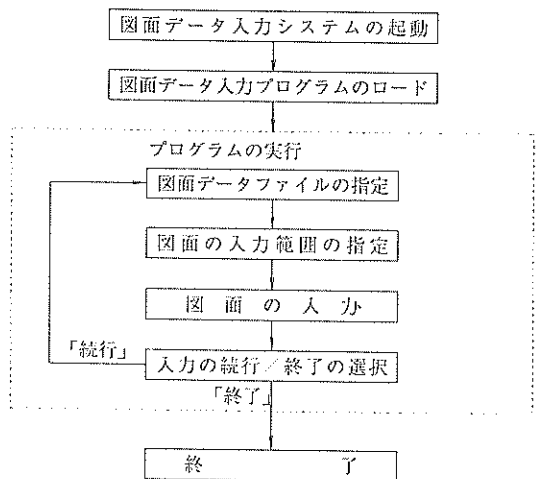 図面データ入力システムの起動
図面データ入力プログラムのロード
プログラムの実行
図面データファイルの指定
図面の入力範囲の指定
図面の入力
「続行」
入力の続行/終了の選択
「終了」
終了